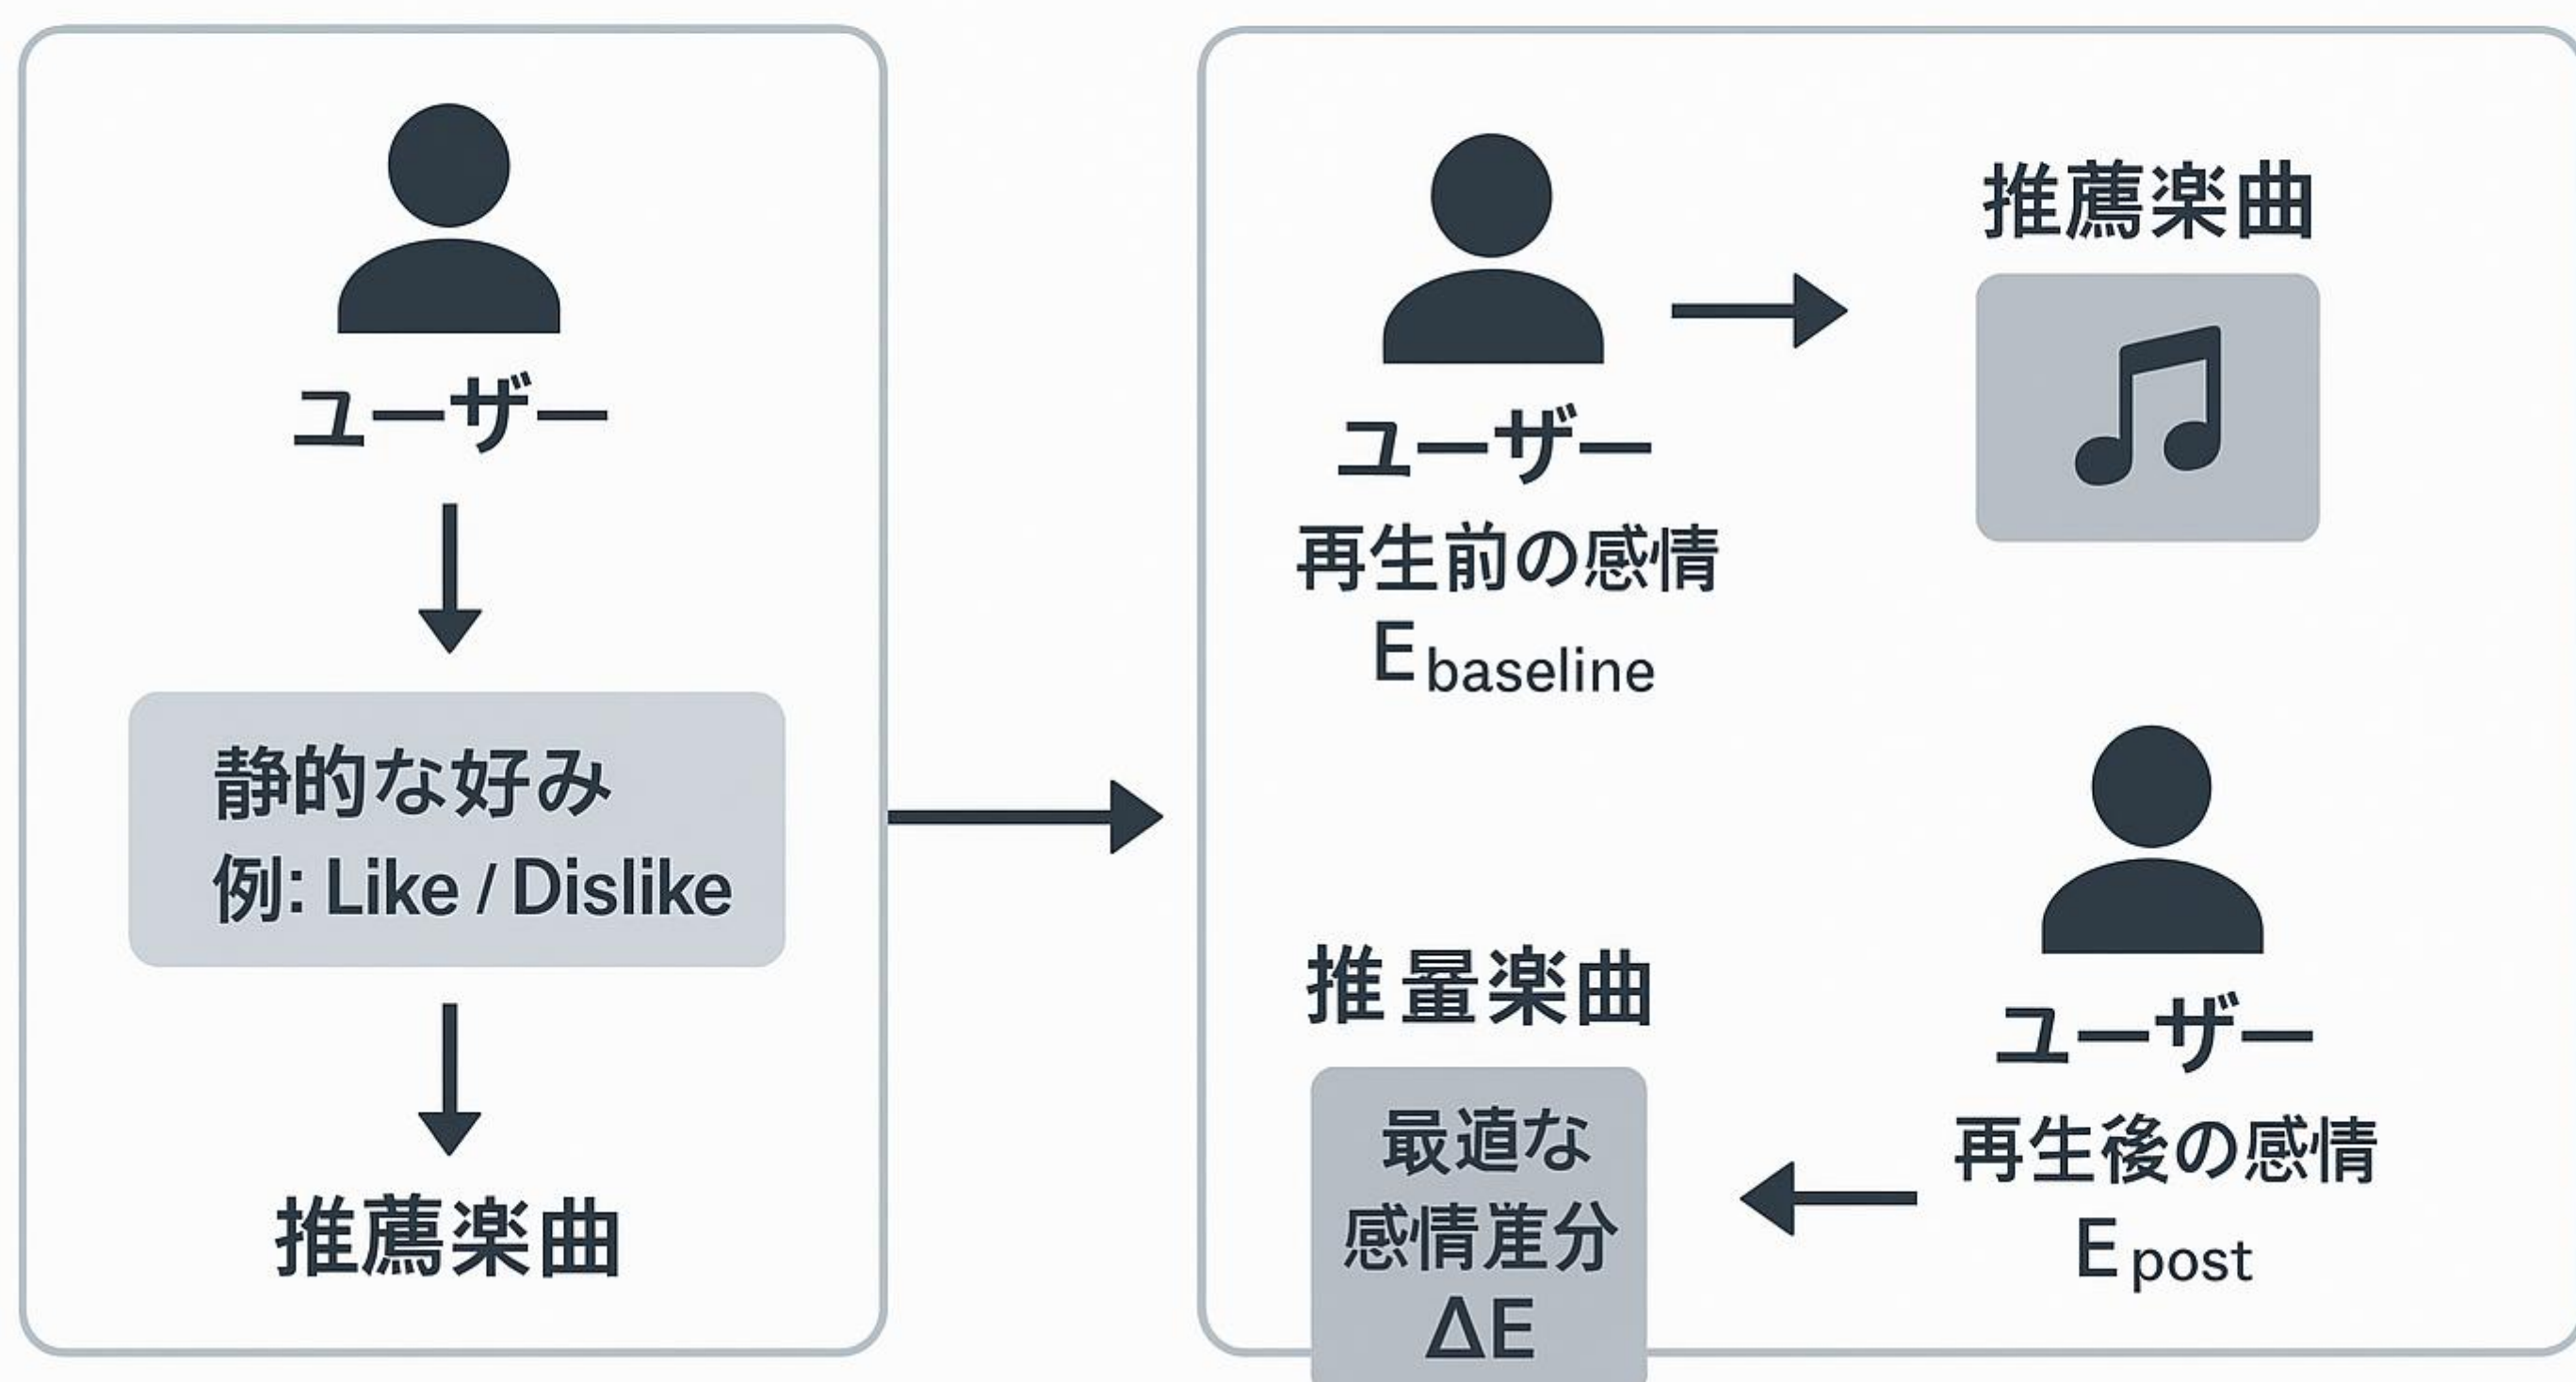 ユーザー
静的な好み
例: Like / Dislike
推薦楽曲
ユーザー
再生前の感情
E baseline
推薦楽曲
ユーザー
再生後の感情
E post
推 楽曲
最適な
感情 分
ΔE